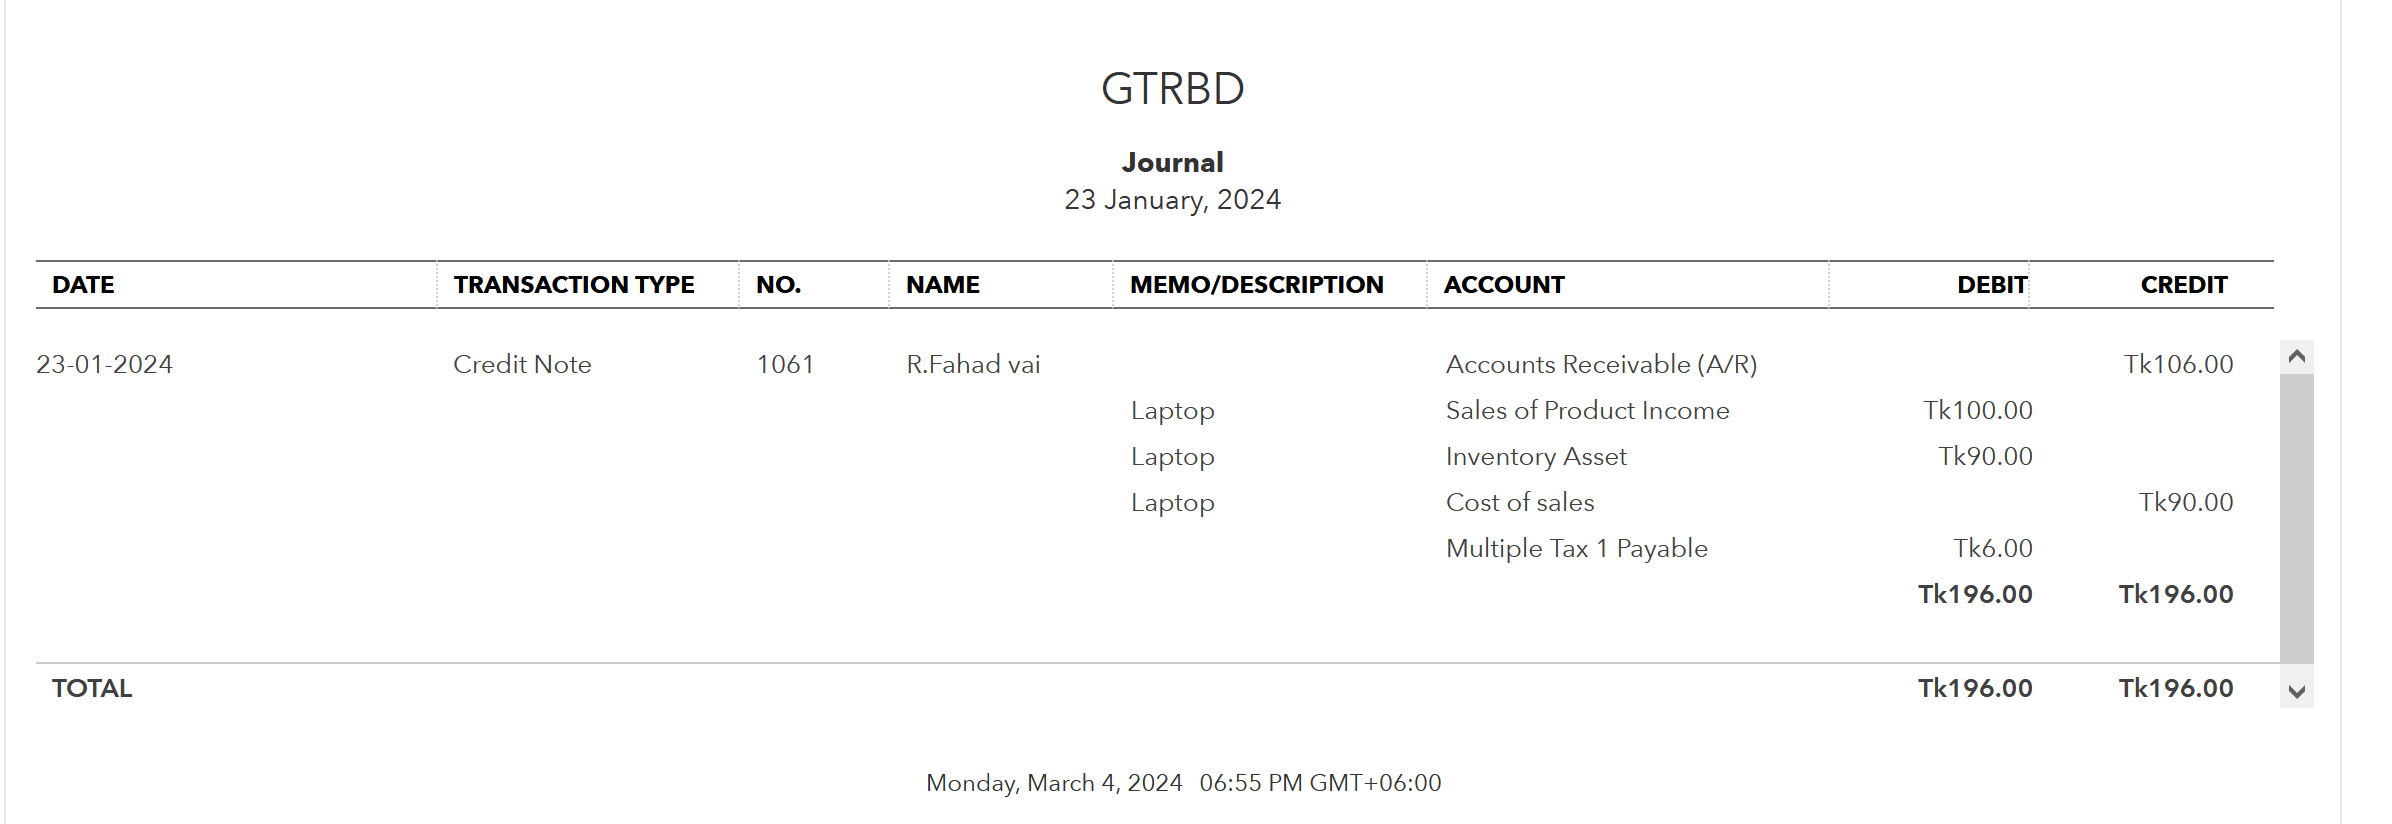 GTRBD
Journal
23 January, 2024
DATE TRANSACTION TYPE NO. NAME MEMO/DESCRIPTION ACCOUNT DEBIT CREDIT
23-01-2024 Credit Note 1061 R.Fahad vai Accounts Receivable (A/R) Tk106.00
Laptop Sales of Product Income Tk100.00
Laptop Inventory Asset Tk90.00
Laptop Cost of sales Tk90.00
Multiple Tax 1 Payable Tk6.00
Tk196.00 Tk196.00
TOTAL Tk196.00 Tk196.00
Monday, March 4, 2024 06:55 PM GMT+06:00